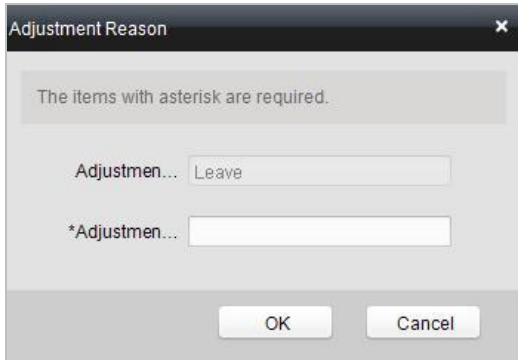 Adjustment Reason
The items with asterisk are required.
Adjustmen... Leave
*Adjustmen...
OK Cancel